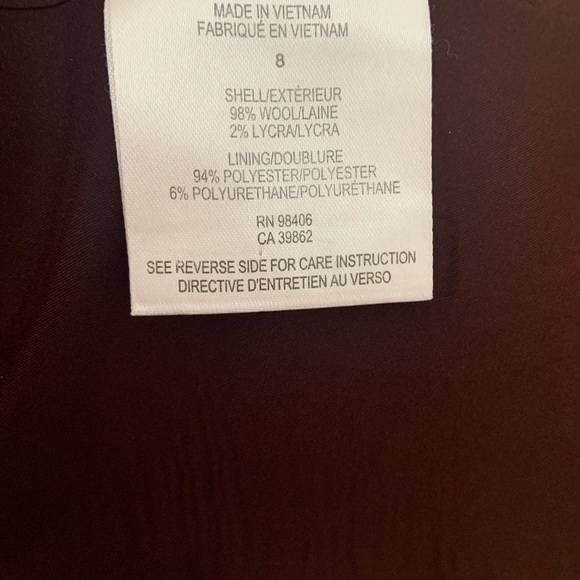 MADE IN VIETNAM
FABRIQUÉ EN VIETNAM
8
SHELL/EXTÉRIEUR
98% WOOL/LAINE
2% LYCRA/LYCRA
LINING/DOUBLURE
94% POLYESTER/POLYESTER
6% POLYURETHANE/POLYURÉTHANE
RN 98406
CA 39862
SEE REVERSE SIDE FOR CARE INSTRUCTION
DIRECTIVE D'ENTRETIEN AU VERSO